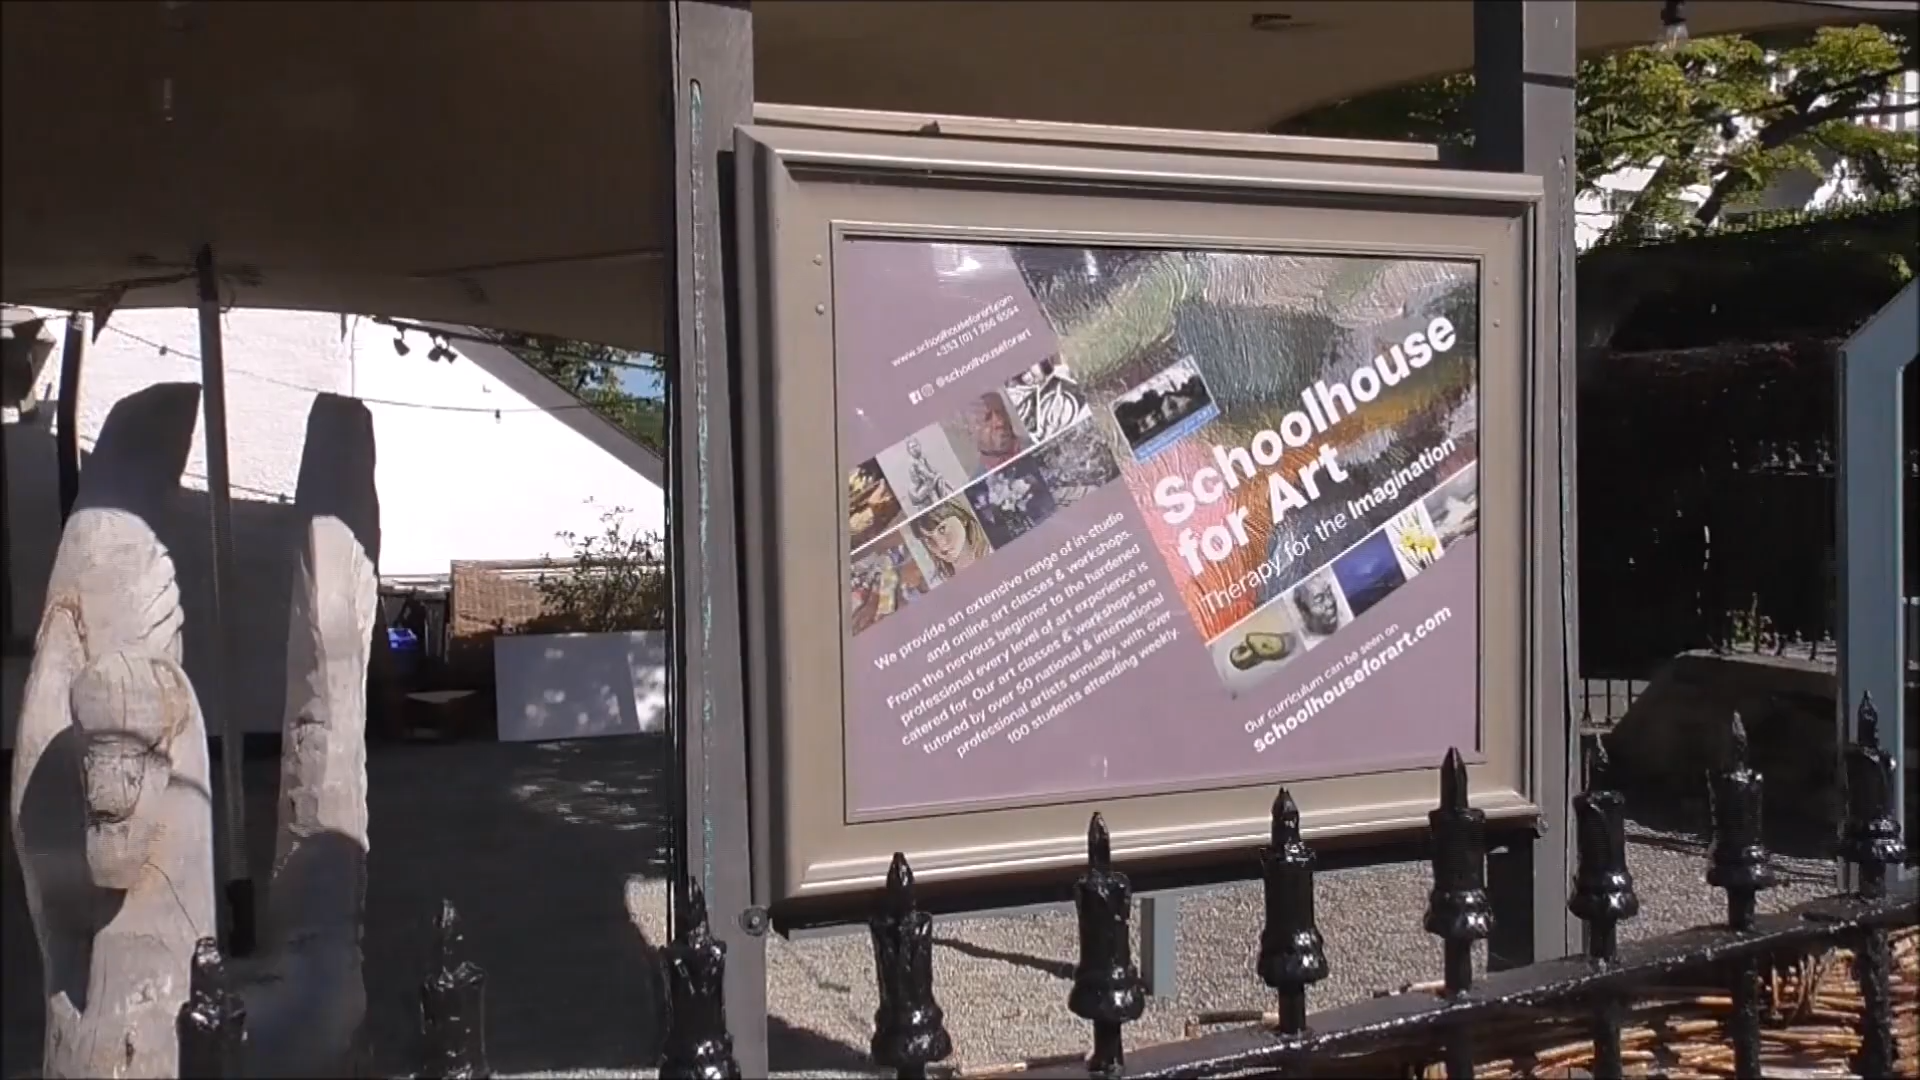 www.schoolhouseforart.com
+353 (0) 1 286 6594
@schoolhouseforart
We provide an extensive range of in-studio
and online art classes & workshops.
From the nervous beginner to the hardened
professional every level of art experience is
catered for. Our art classes & workshops are
tutored by over 50 national & international
professional artists annually, with over
100 students attending weekly.
Schoolhouse
for Art
Therapy for the Imagination
Our curriculum can be seen on
schoolhouseforart.com